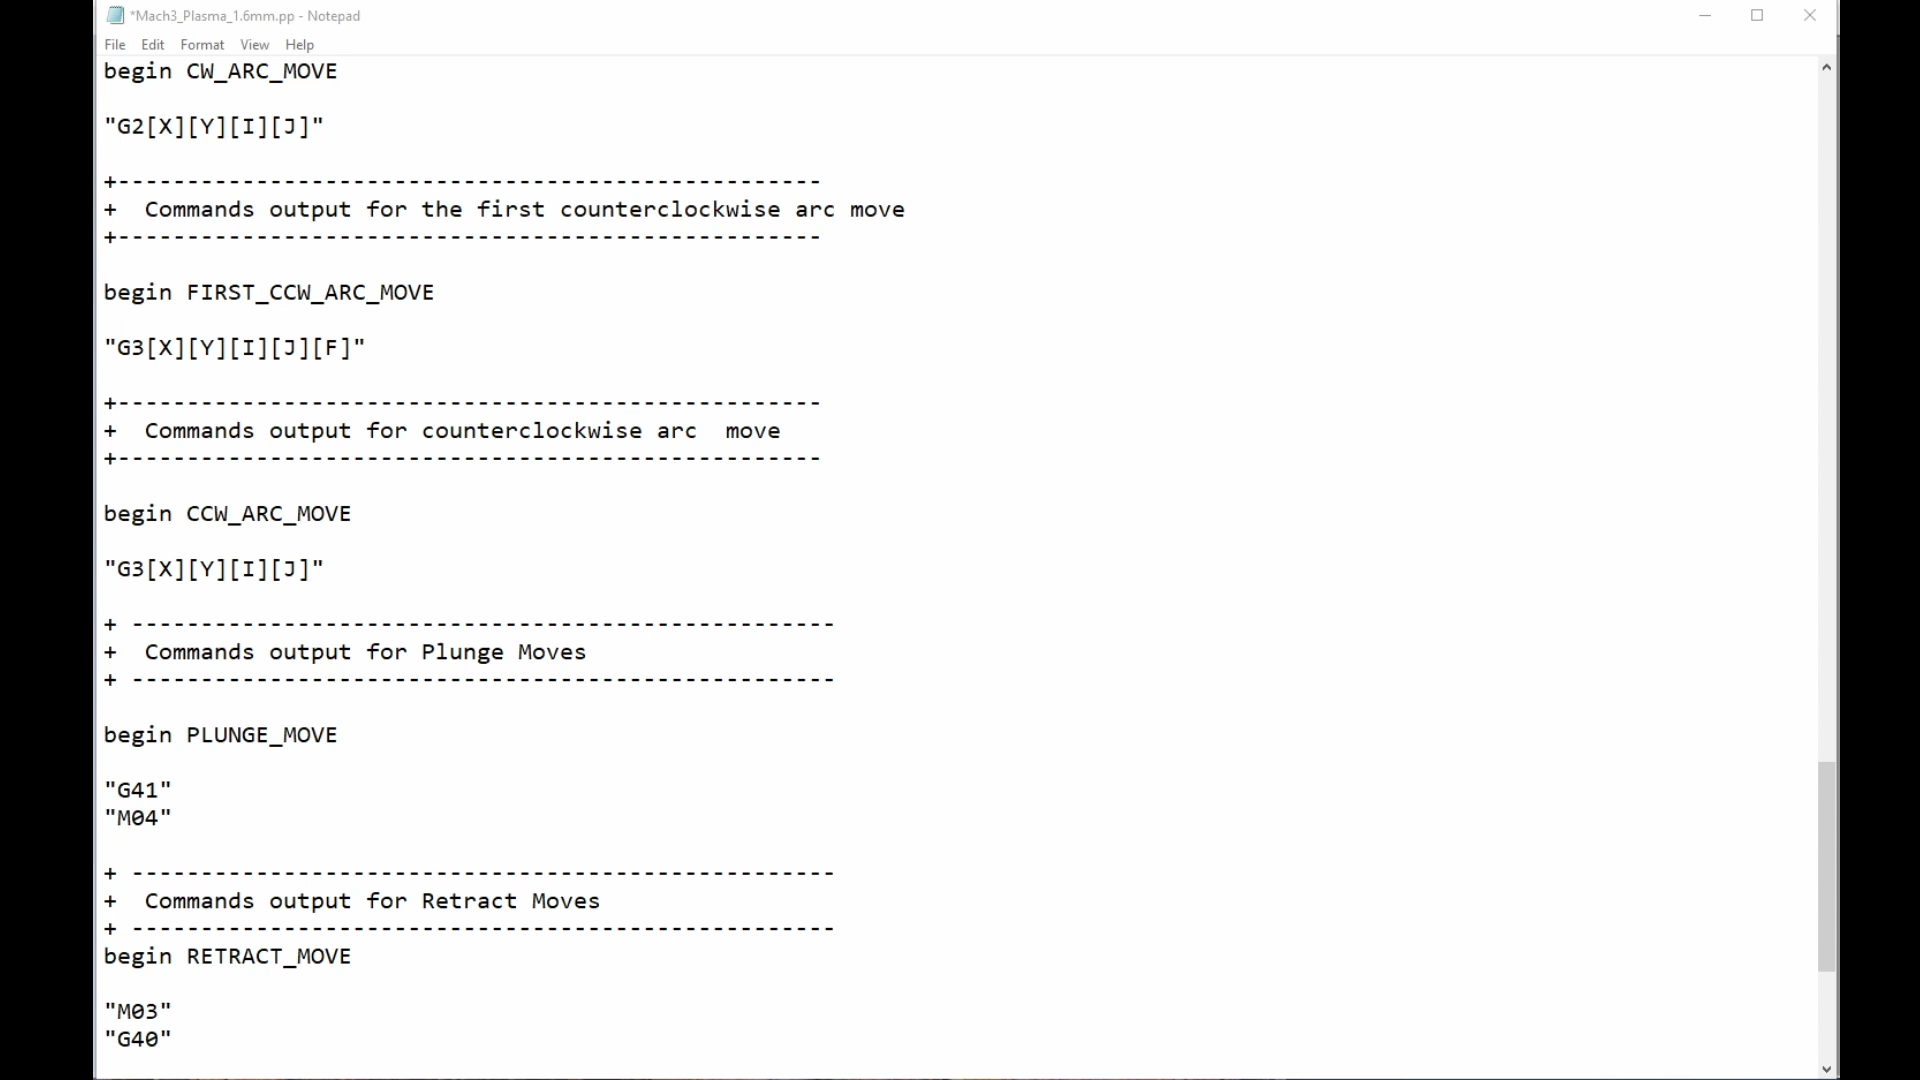 *Mach3_Plasma_1.6mm.pp - Notepad
File Edit Format View Help
begin CW_ARC_MOVE
"G2[X][Y][I][J]"
+---------------------------------------------------
+  Commands output for the first counterclockwise arc move
+---------------------------------------------------
begin FIRST_CCW_ARC_MOVE
"G3[X][Y][I][J][F]"
+---------------------------------------------------
+  Commands output for counterclockwise arc  move
+---------------------------------------------------
begin CCW_ARC_MOVE
"G3[X][Y][I][J]"
+ ---------------------------------------------------
+  Commands output for Plunge Moves
+ ---------------------------------------------------
begin PLUNGE_MOVE
"G41"
"M04"
+ ---------------------------------------------------
+  Commands output for Retract Moves
+ ---------------------------------------------------
begin RETRACT_MOVE
"M03"
"G40"